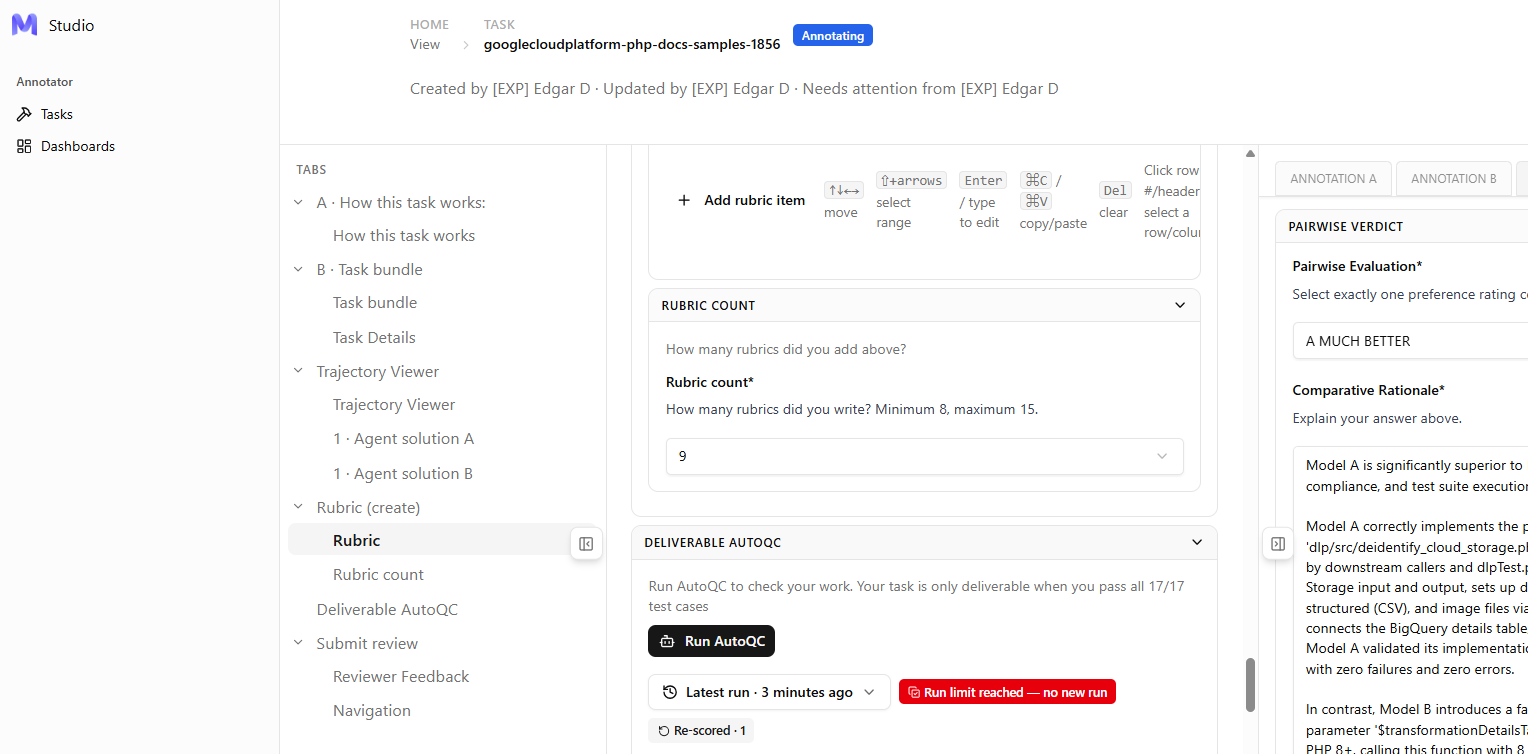 Studio
Annotator
Tasks
Dashboards
HOME
View
TASK
googlecloudplatform-php-docs-samples-1856
Annotating
Created by [EXP] Edgar D · Updated by [EXP] Edgar D · Needs attention from [EXP] Edgar D
TABS
A · How this task works:
How this task works
B · Task bundle
Task bundle
Task Details
Trajectory Viewer
Trajectory Viewer
1 · Agent solution A
1 · Agent solution B
Rubric (create)
Rubric
Rubric count
Deliverable AutoQC
Submit review
Reviewer Feedback
Navigation
+ Add rubric item
↑↓↔
move
⇧+arrows
select
range
Enter
/ type
to edit
⌘C /
⌘V
copy/paste
Del
clear
Click row
#/header
select a
row/colu
RUBRIC COUNT
How many rubrics did you add above?
Rubric count*
How many rubrics did you write? Minimum 8, maximum 15.
9
DELIVERABLE AUTOQC
Run AutoQC to check your work. Your task is only deliverable when you pass all 17/17
test cases
Run AutoQC
Latest run · 3 minutes ago
Run limit reached — no new run
Re-scored · 1
ANNOTATION A
ANNOTATION B
PAIRWISE VERDICT
Pairwise Evaluation*
Select exactly one preference rating
A MUCH BETTER
Comparative Rationale*
Explain your answer above.
Model A is significantly superior to
compliance, and test suite execution
Model A correctly implements the p
'dlp/src/deidentify_cloud_storage.ph
by downstream callers and dlpTest.p
Storage input and output, sets up d
structured (CSV), and image files via
connects the BigQuery details table
Model A validated its implementatio
with zero failures and zero errors.
In contrast, Model B introduces a fa
parameter '$transformationDetailsTa
PHP 8+, calling this function with 8